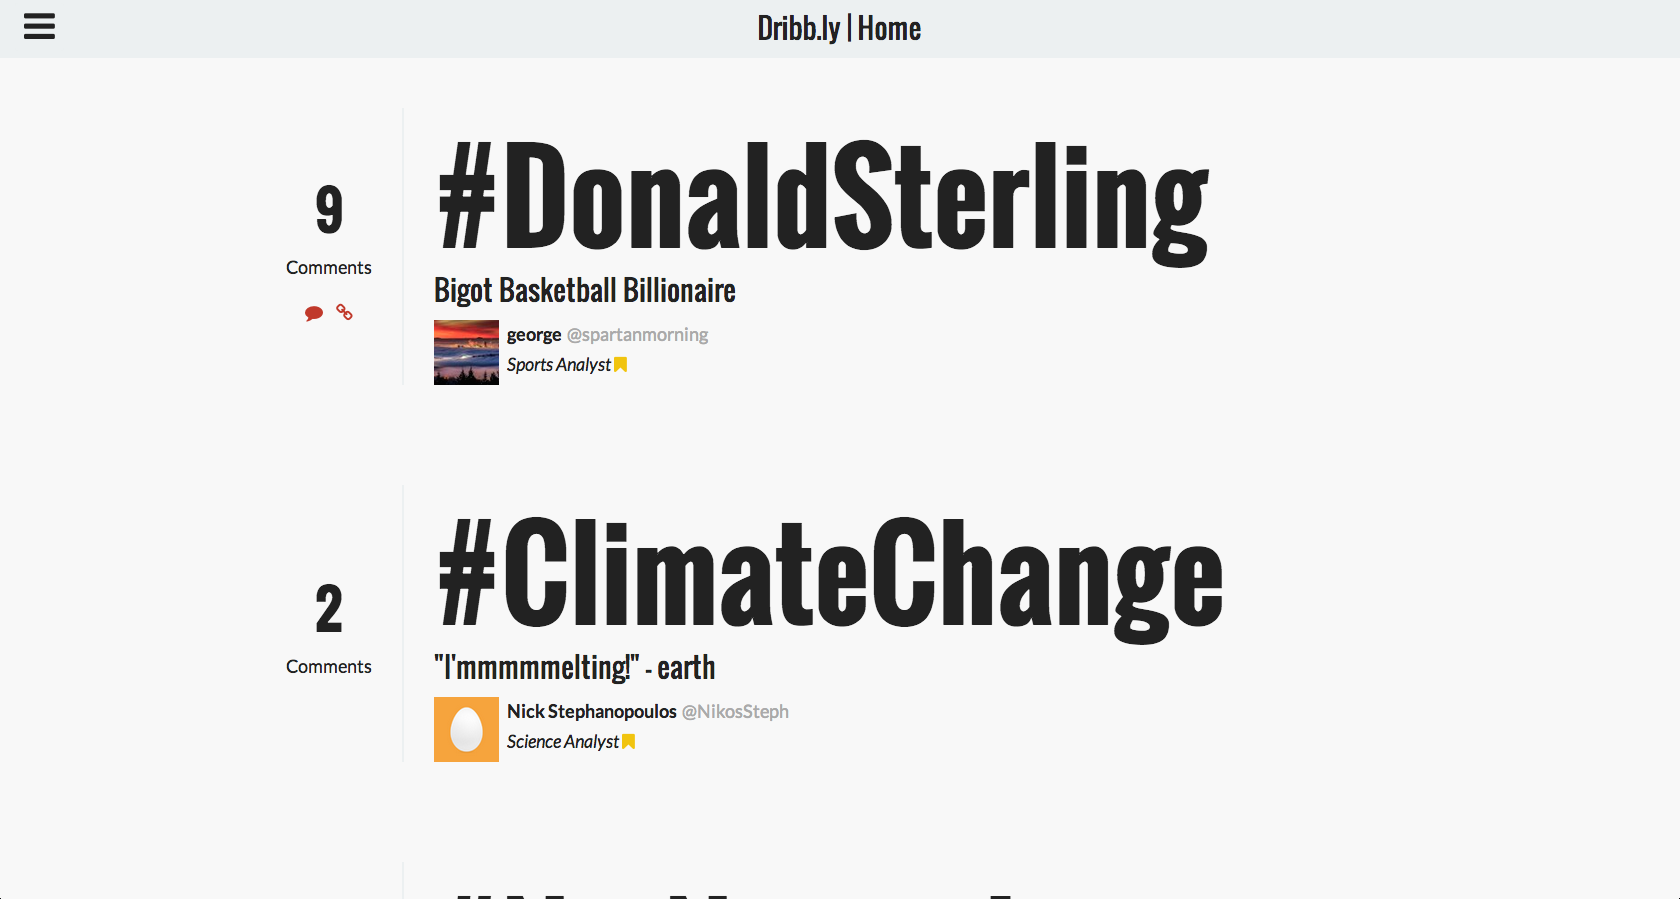 Dribb.ly | Home
9
Comments
#DonaldSterling
Bigot Basketball Billionaire
george @spartanmorning
Sports Analyst
2
Comments
#ClimateChange
"I'mmmmmelting!" - earth
Nick Stephanopoulos @NikosSteph
Science Analyst